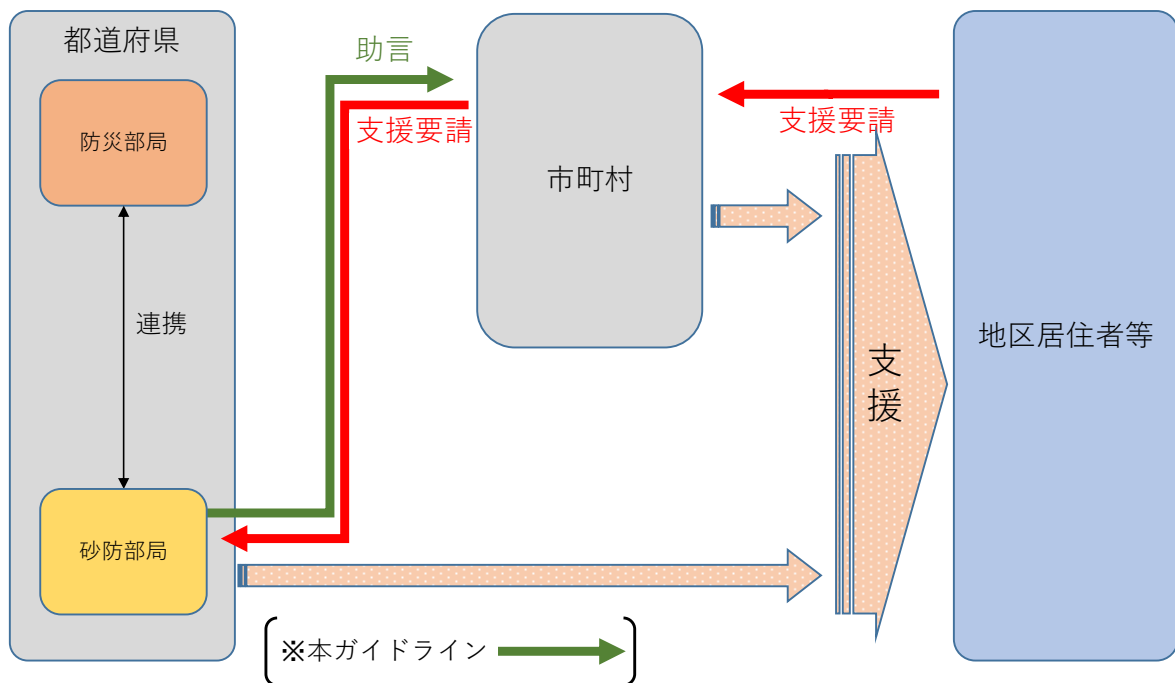 都道府県
防災部局
連携
砂防部局
助言
支援要請
市町村
支援要請
支援
地区居住者等
※本ガイドライン